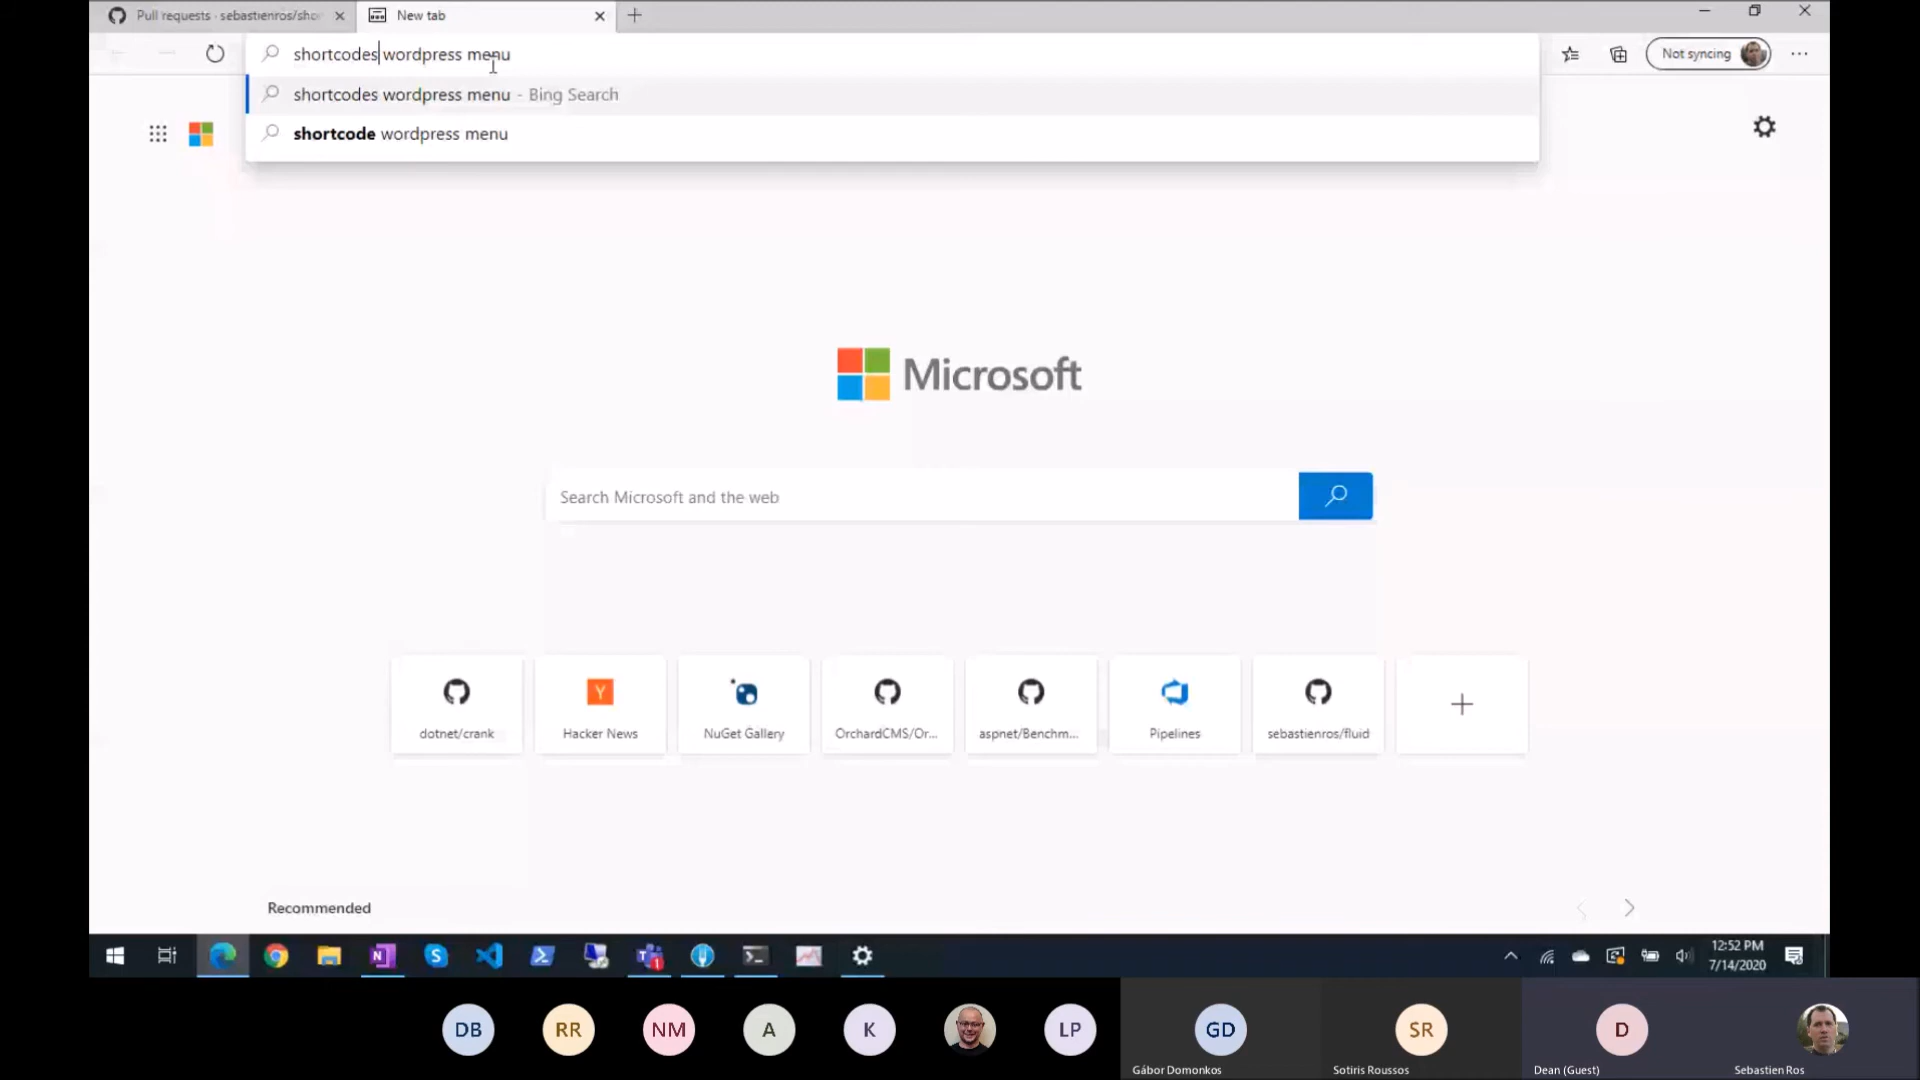 Pull requests · sebastienros/sho
New tab
shortcodes wordpress menu
Not syncing
shortcodes wordpress menu - Bing Search
shortcode wordpress menu
Microsoft
Search Microsoft and the web
Y
dotnet/crank
Hacker News
NuGet Gallery
OrchardCMS/Or...
aspnet/Benchm...
Pipelines
sebastienros/fluid
Recommended
12:52 PM
7/14/2020
DB
RR
NM
A
K
LP
GD
SR
D
Gábor Domonkos
Sotiris Roussos
Dean (Guest)
Sebastien Ros